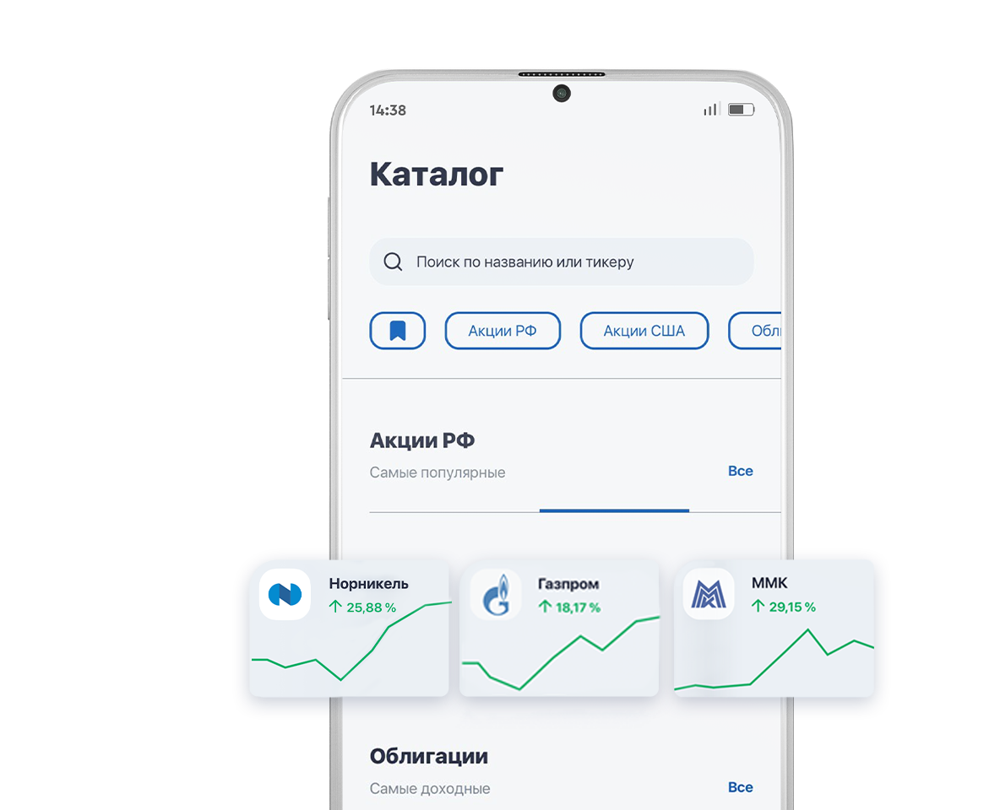 14:38
Каталог
Поиск по названию или тикеру
Акции РФ
Акции США
Обл
Акции РФ
Самые популярные
Все
Норникель
25,88 %
Газпром
18,17 %
ММК
29,15 %
Облигации
Самые доходные
Все